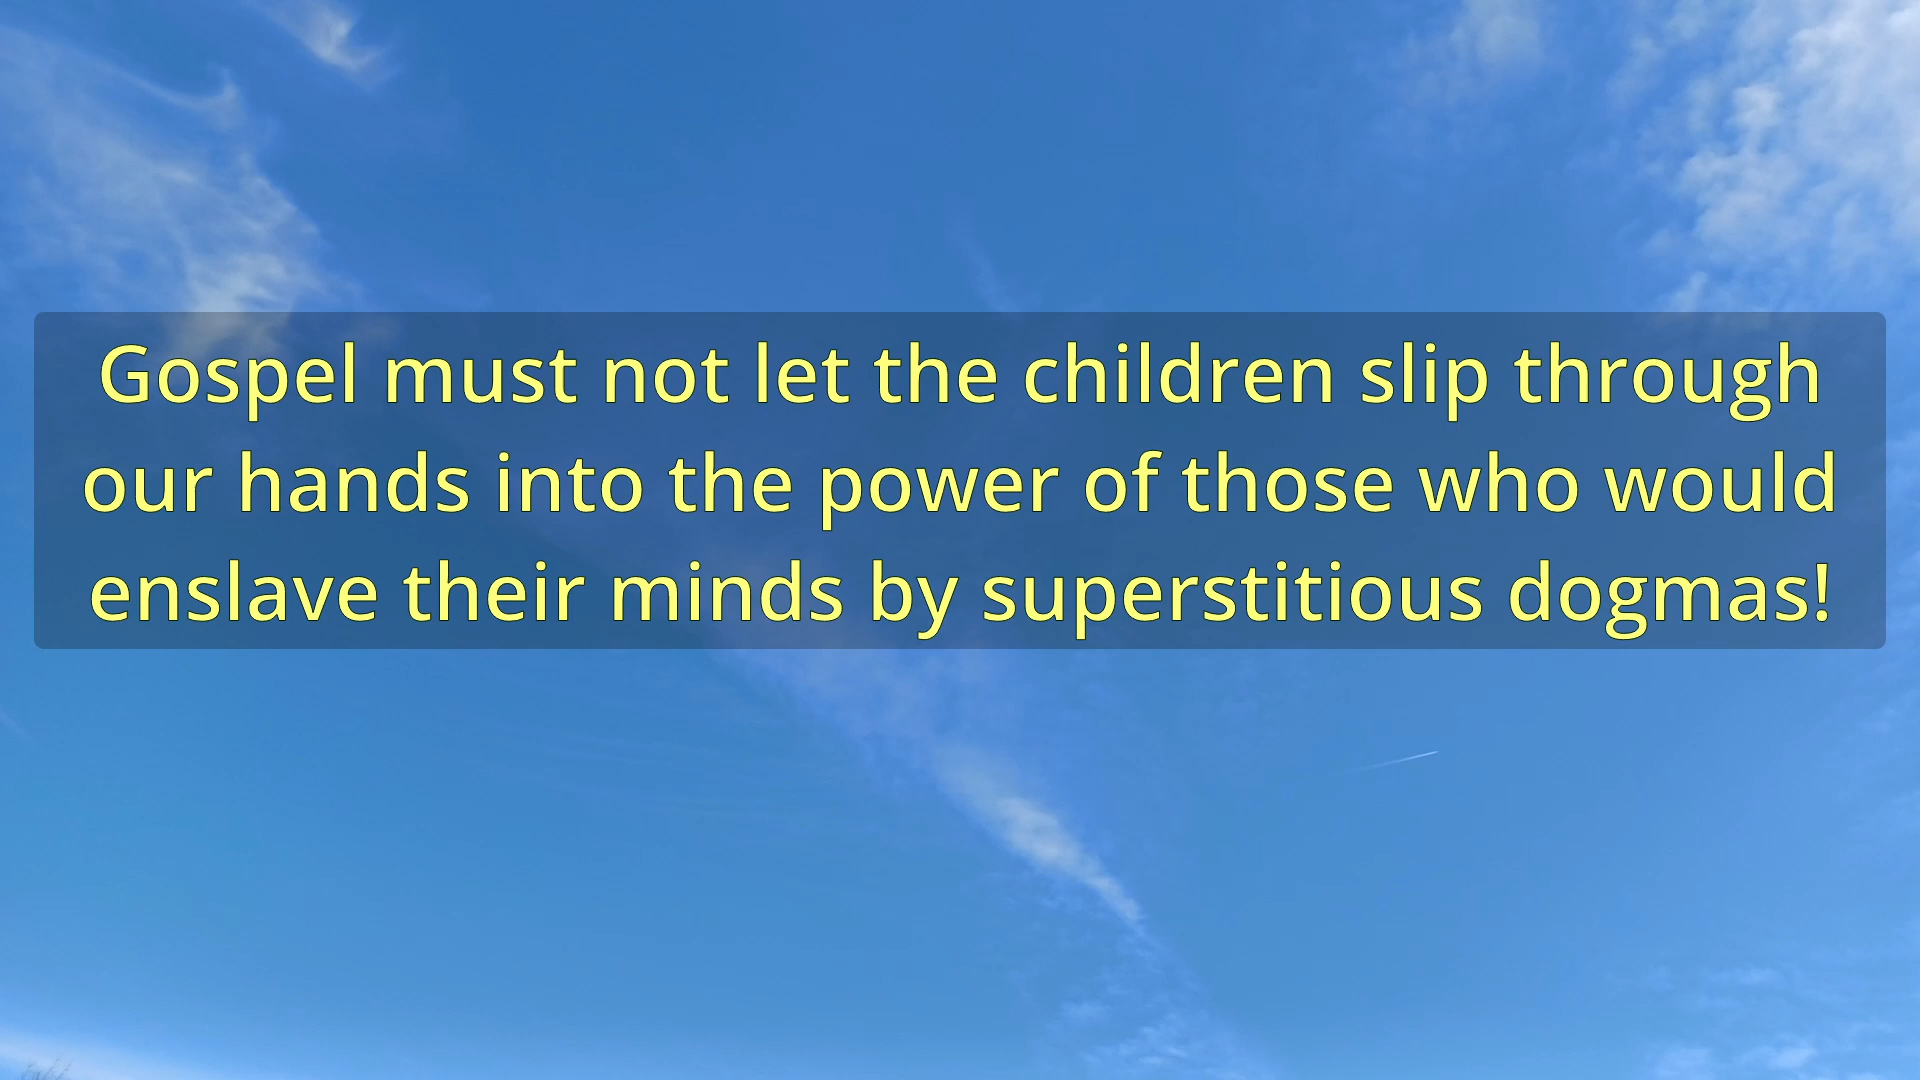 Gospel must not let the children slip through
our hands into the power of those who would
enslave their minds by superstitious dogmas!